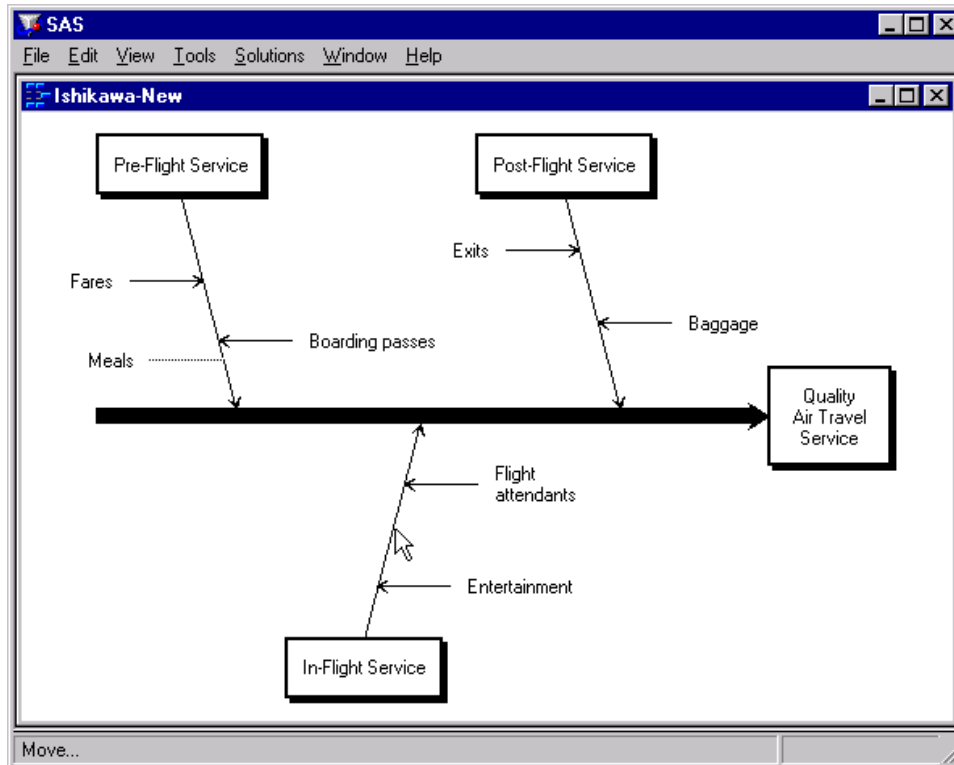 SAS
File Edit View Tools Solutions Window Help
Ishikawa-New
Pre-Flight Service
Post-Flight Service
Exits
Fares
Baggage
Boarding passes
Meals
Quality
Air Travel
Service
Flight
attendants
Entertainment
In-Flight Service
Move...